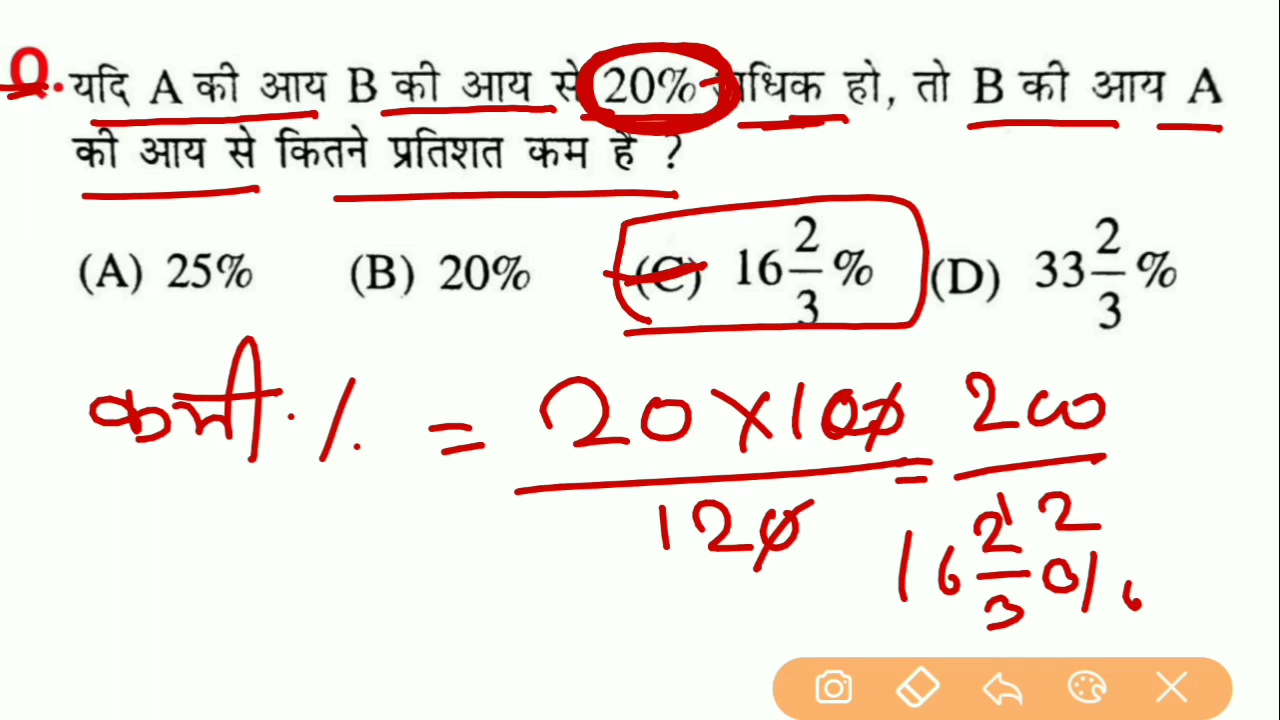 Q. यदि A की आय B की आय से 20% अधिक हो, तो B की आय A
की आय से कितने प्रतिशत कम है ?
(A) 25% (B) 20% (C) 16 2/3 % (D) 33 2/3 %
कमी % = 20 × 100 / 120 = 200 / 12
16 2/3 %